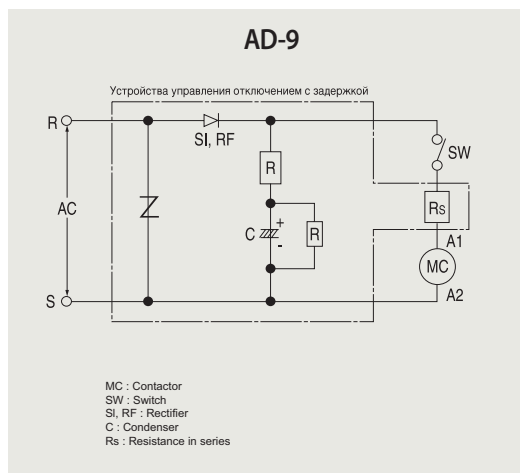 AD-9
Устройства управления отключением с задержкой
R
SI, RF
SW
R
AC
Rs
C
+
-
R
A1
MC
S
A2
MC : Contactor
SW : Switch
SI, RF : Rectifier
C : Condenser
Rs : Resistance in series